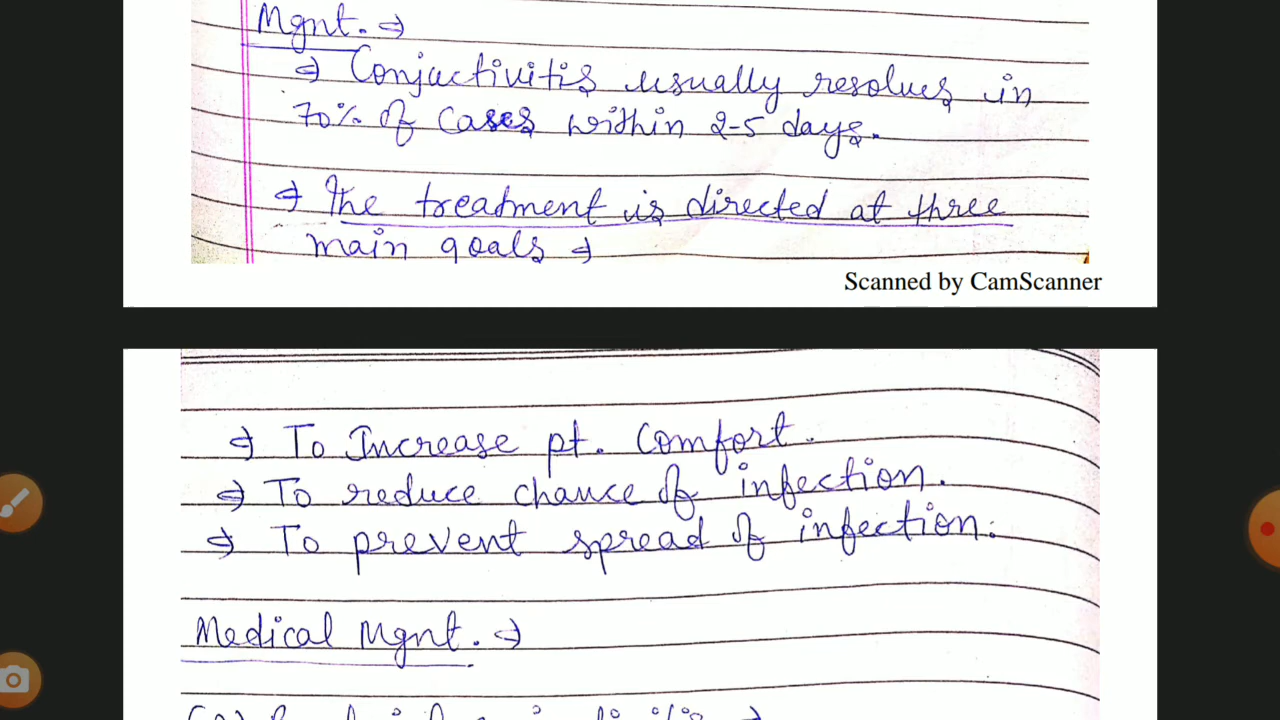 Mgnt. ⇒
⇒ Conjuctivitis usually resolves in
70% of cases within 2-5 days.
⇒ The treatment is directed at three
main goals ⇒
Scanned by CamScanner
⇒ To Increase pt. Comfort.
⇒ To reduce chance of infection.
⇒ To prevent spread of infection.
Medical Mgnt. ⇒